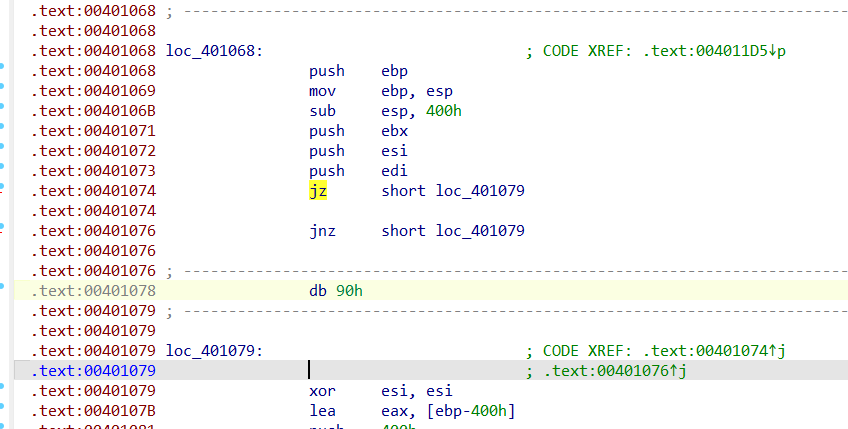 .text:00401068 ; ---------------------------------------------------------------------------
.text:00401068
.text:00401068 loc_401068: ; CODE XREF: .text:004011D5↓p
.text:00401068 push ebp
.text:00401069 mov ebp, esp
.text:0040106B sub esp, 400h
.text:00401071 push ebx
.text:00401072 push esi
.text:00401073 push edi
.text:00401074 jz short loc_401079
.text:00401074
.text:00401076 jnz short loc_401079
.text:00401076
.text:00401076 ; ---------------------------------------------------------------------------
.text:00401078 db 90h
.text:00401079 ; ---------------------------------------------------------------------------
.text:00401079
.text:00401079 loc_401079: ; CODE XREF: .text:00401074↑j
.text:00401079 ; .text:00401076↑j
.text:00401079 xor esi, esi
.text:0040107B lea eax, [ebp-400h]
.text:00401081 push 400h